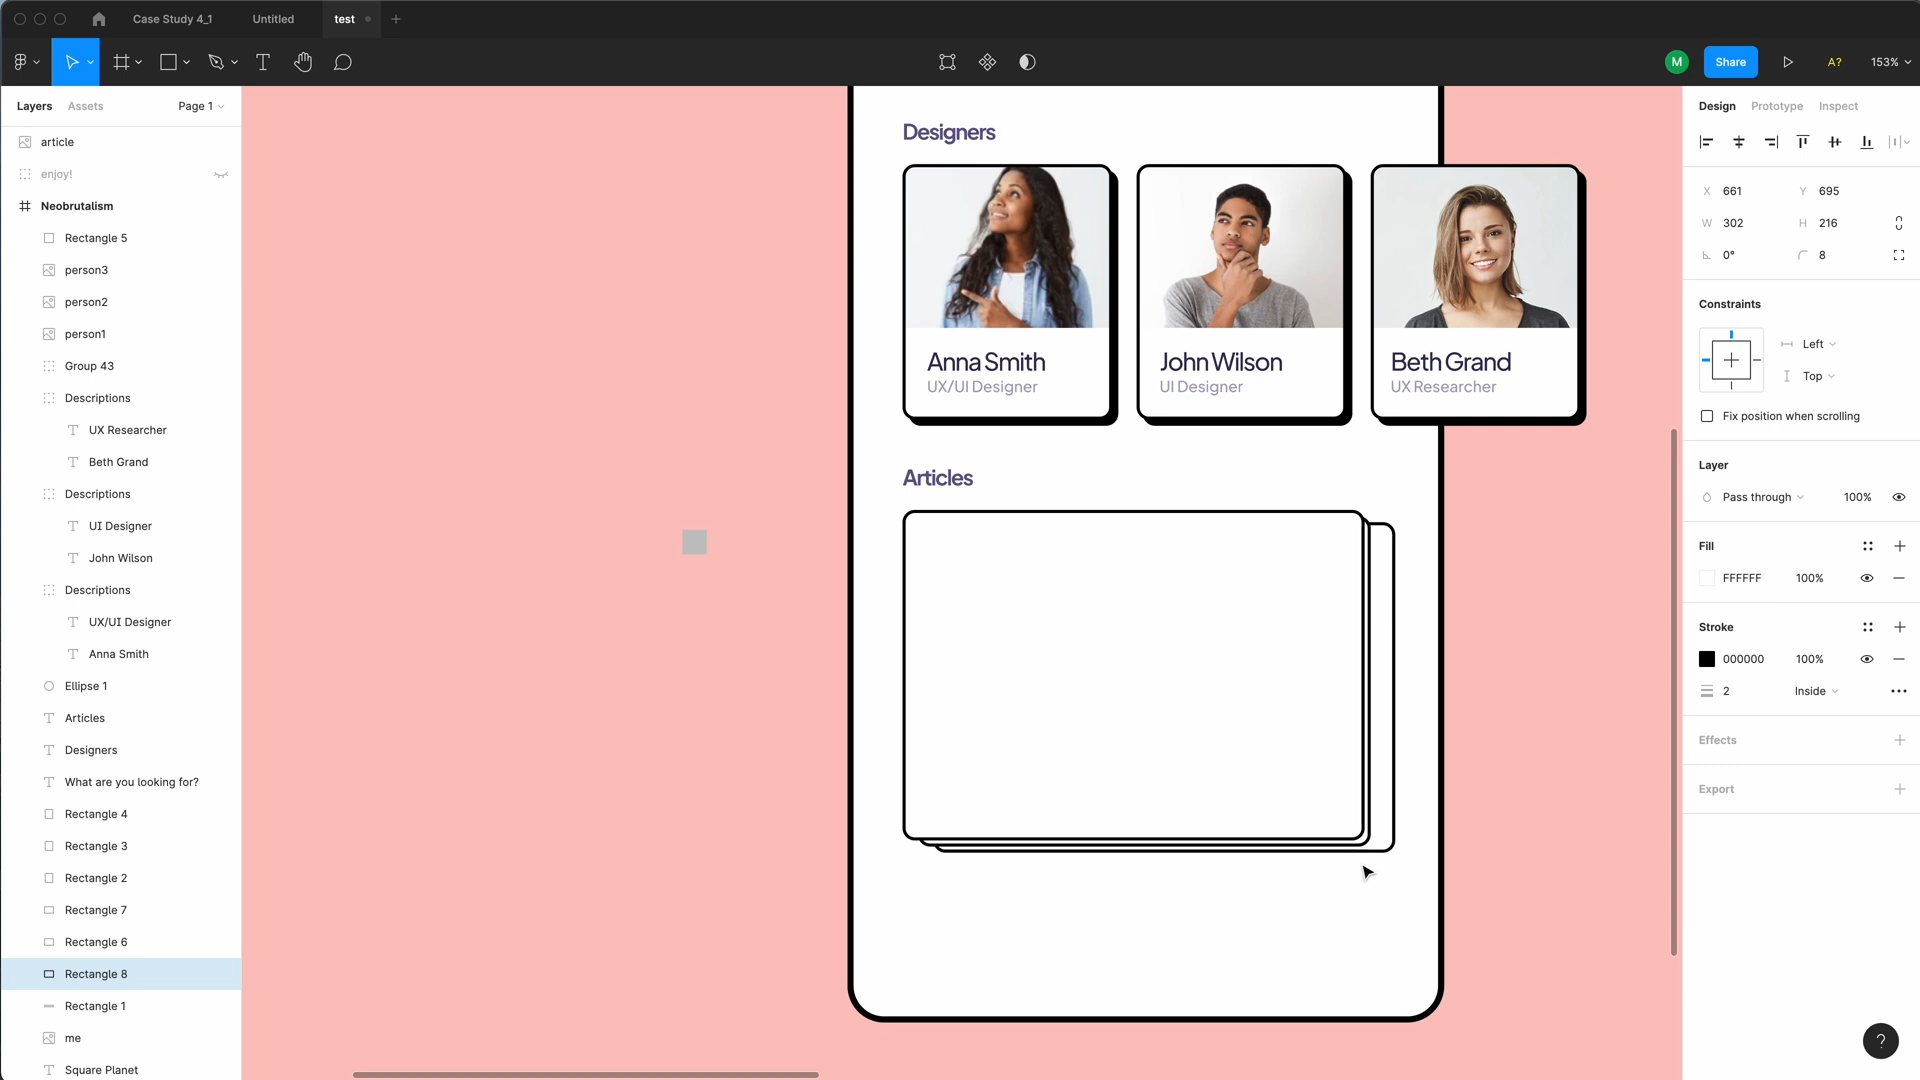 Case Study 4_1
Untitled
test
M
Share
A?
153%
Layers
Assets
Page 1
article
enjoy!
Neobrutalism
Rectangle 5
person3
person2
person1
Group 43
Descriptions
UX Researcher
Beth Grand
Descriptions
UI Designer
John Wilson
Descriptions
UX/UI Designer
Anna Smith
Ellipse 1
Articles
Designers
What are you looking for?
Rectangle 4
Rectangle 3
Rectangle 2
Rectangle 7
Rectangle 6
Rectangle 8
Rectangle 1
me
Square Planet
Designers
Anna Smith
UX/UI Designer
John Wilson
UI Designer
Beth Grand
UX Researcher
Articles
Design
Prototype
Inspect
X 661
Y 695
W 302
H 216
0°
8
Constraints
Left
Top
Fix position when scrolling
Layer
Pass through
100%
Fill
FFFFFF
100%
Stroke
000000
100%
2
Inside
Effects
Export
?